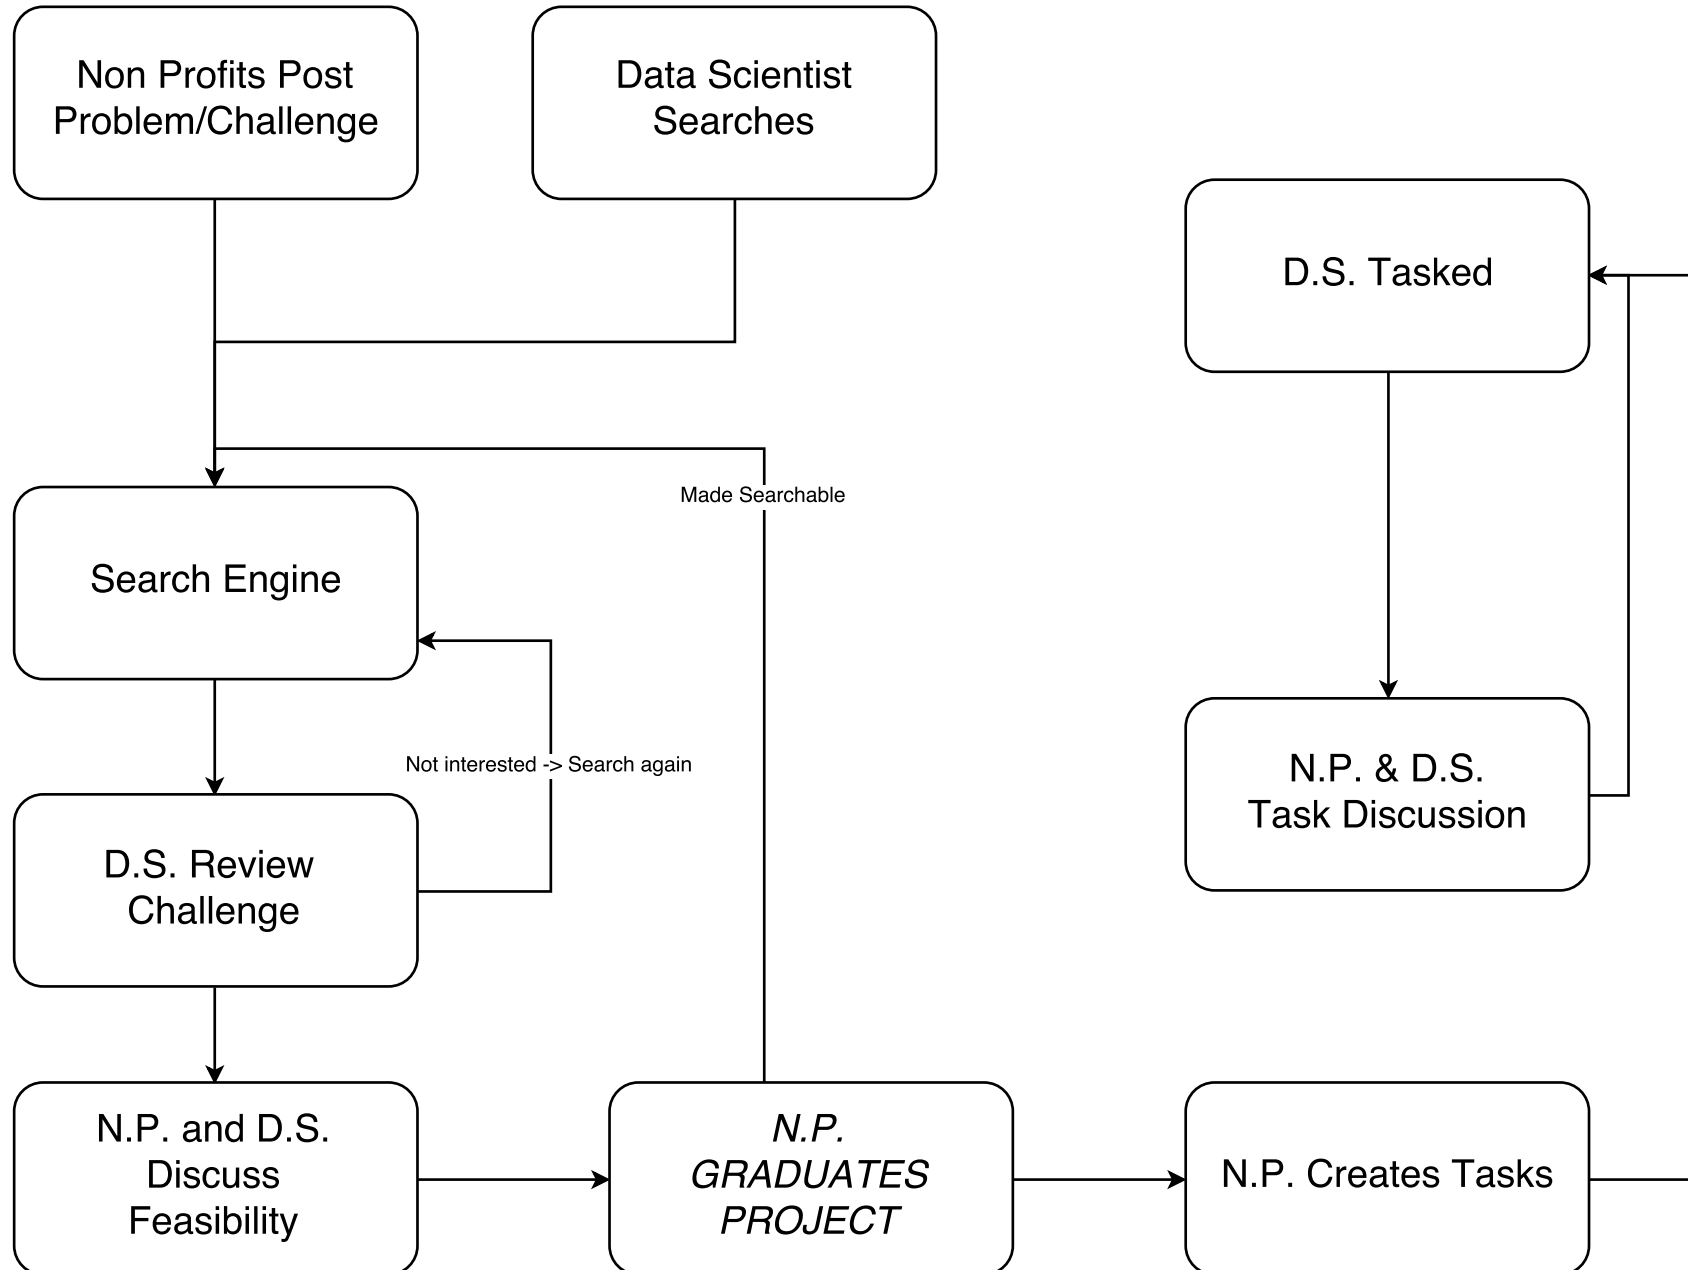 Non Profits Post
Problem/Challenge
Data Scientist
Searches
D.S. Tasked
Made Searchable
Search Engine
Not interested -> Search again
N.P. & D.S.
Task Discussion
D.S. Review
Challenge
N.P. and D.S.
Discuss
Feasibility
N.P.
GRADUATES
PROJECT
N.P. Creates Tasks